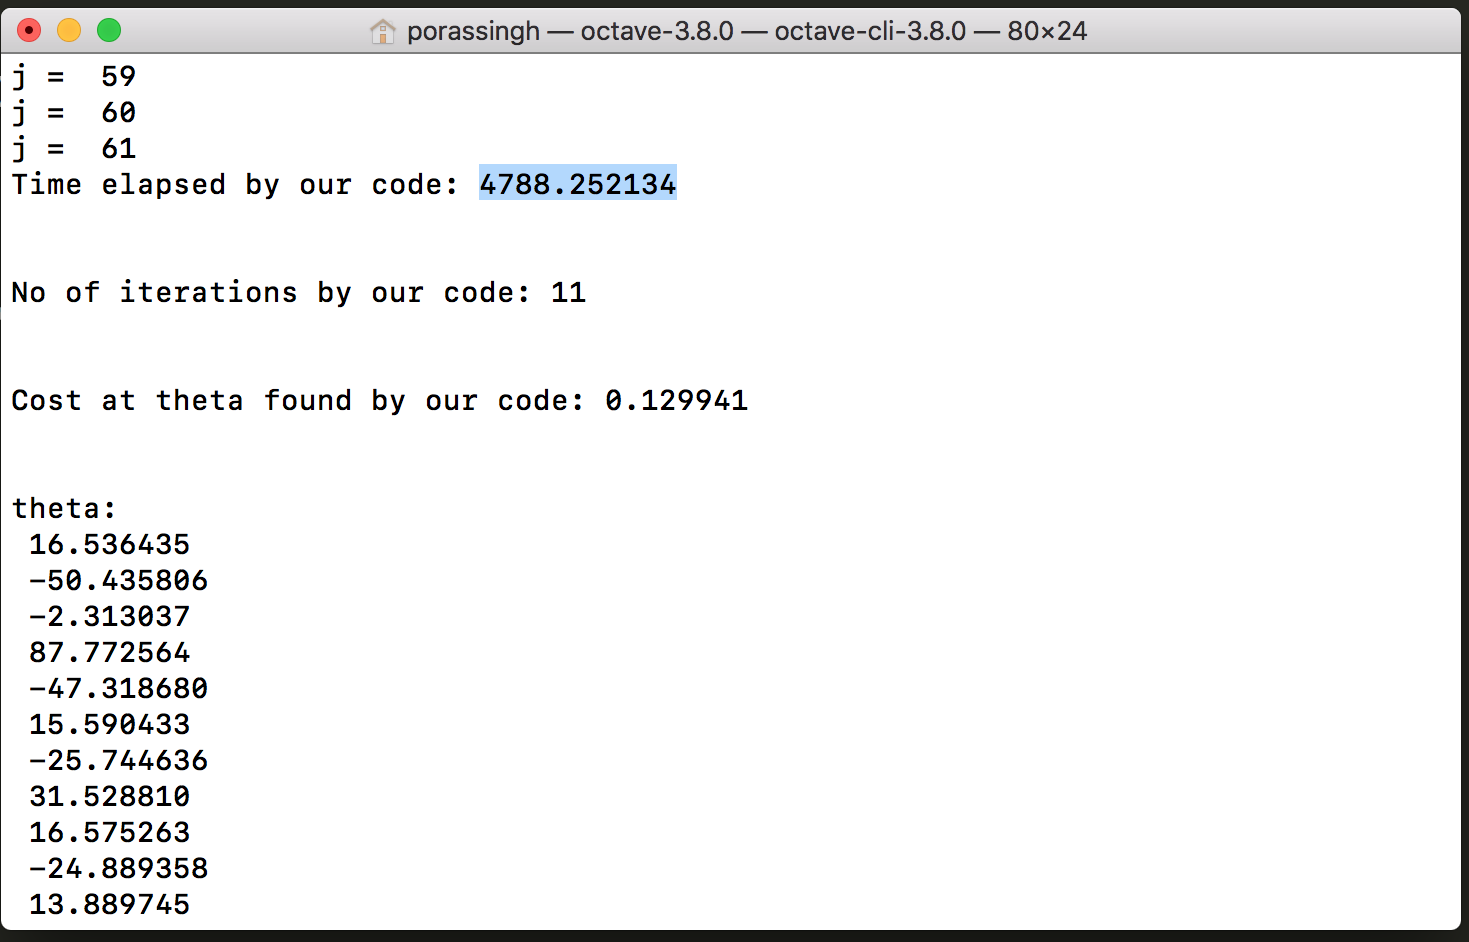 porassingh — octave-3.8.0 — octave-cli-3.8.0 — 80×24
j =  59
j =  60
j =  61
Time elapsed by our code: 4788.252134
No of iterations by our code: 11
Cost at theta found by our code: 0.129941
theta:
16.536435
-50.435806
-2.313037
87.772564
-47.318680
15.590433
-25.744636
31.528810
16.575263
-24.889358
13.889745